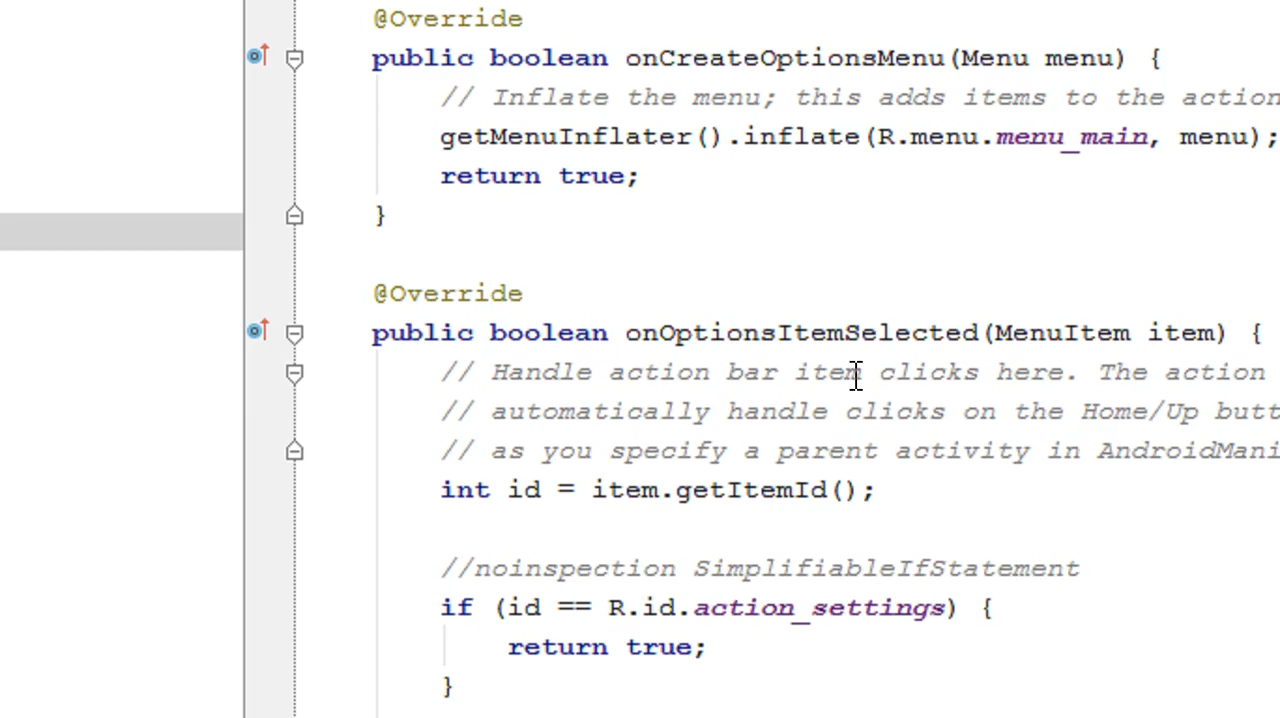 @Override
public boolean onCreateOptionsMenu(Menu menu) {
// Inflate the menu; this adds items to the action
getMenuInflater().inflate(R.menu.menu_main, menu);
return true;
}
@Override
public boolean onOptionsItemSelected(MenuItem item) {
// Handle action bar item clicks here. The action
// automatically handle clicks on the Home/Up butt
// as you specify a parent activity in AndroidMani
int id = item.getItemId();
//noinspection SimplifiableIfStatement
if (id == R.id.action_settings) {
return true;
}